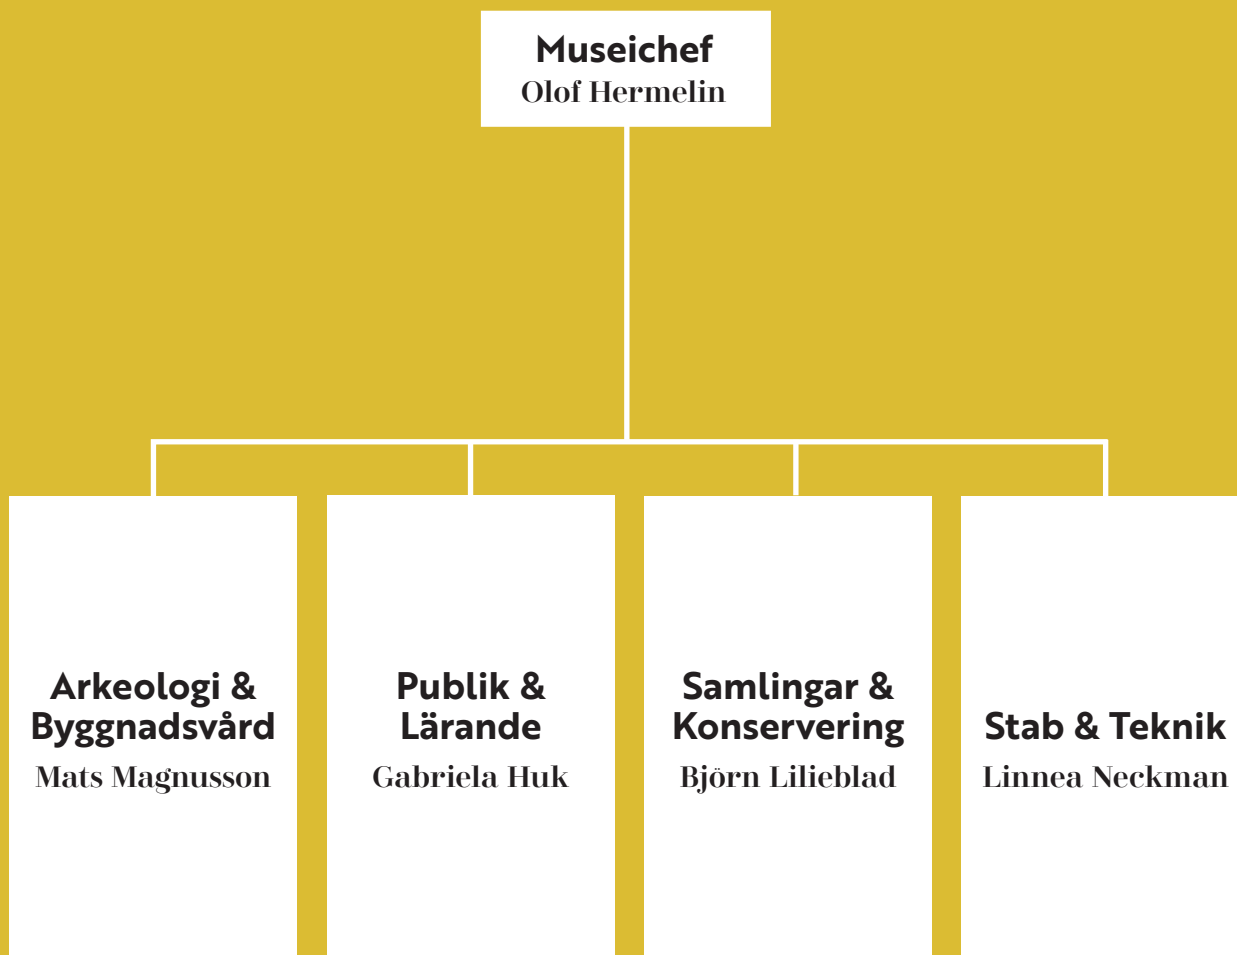 Museichef
Olof Hermelin
Arkeologi &
Byggnadsvård
Mats Magnusson
Publik &
Lärande
Gabriela Huk
Samlingar &
Konservering
Björn Lilieblad
Stab & Teknik
Linnea Neckman